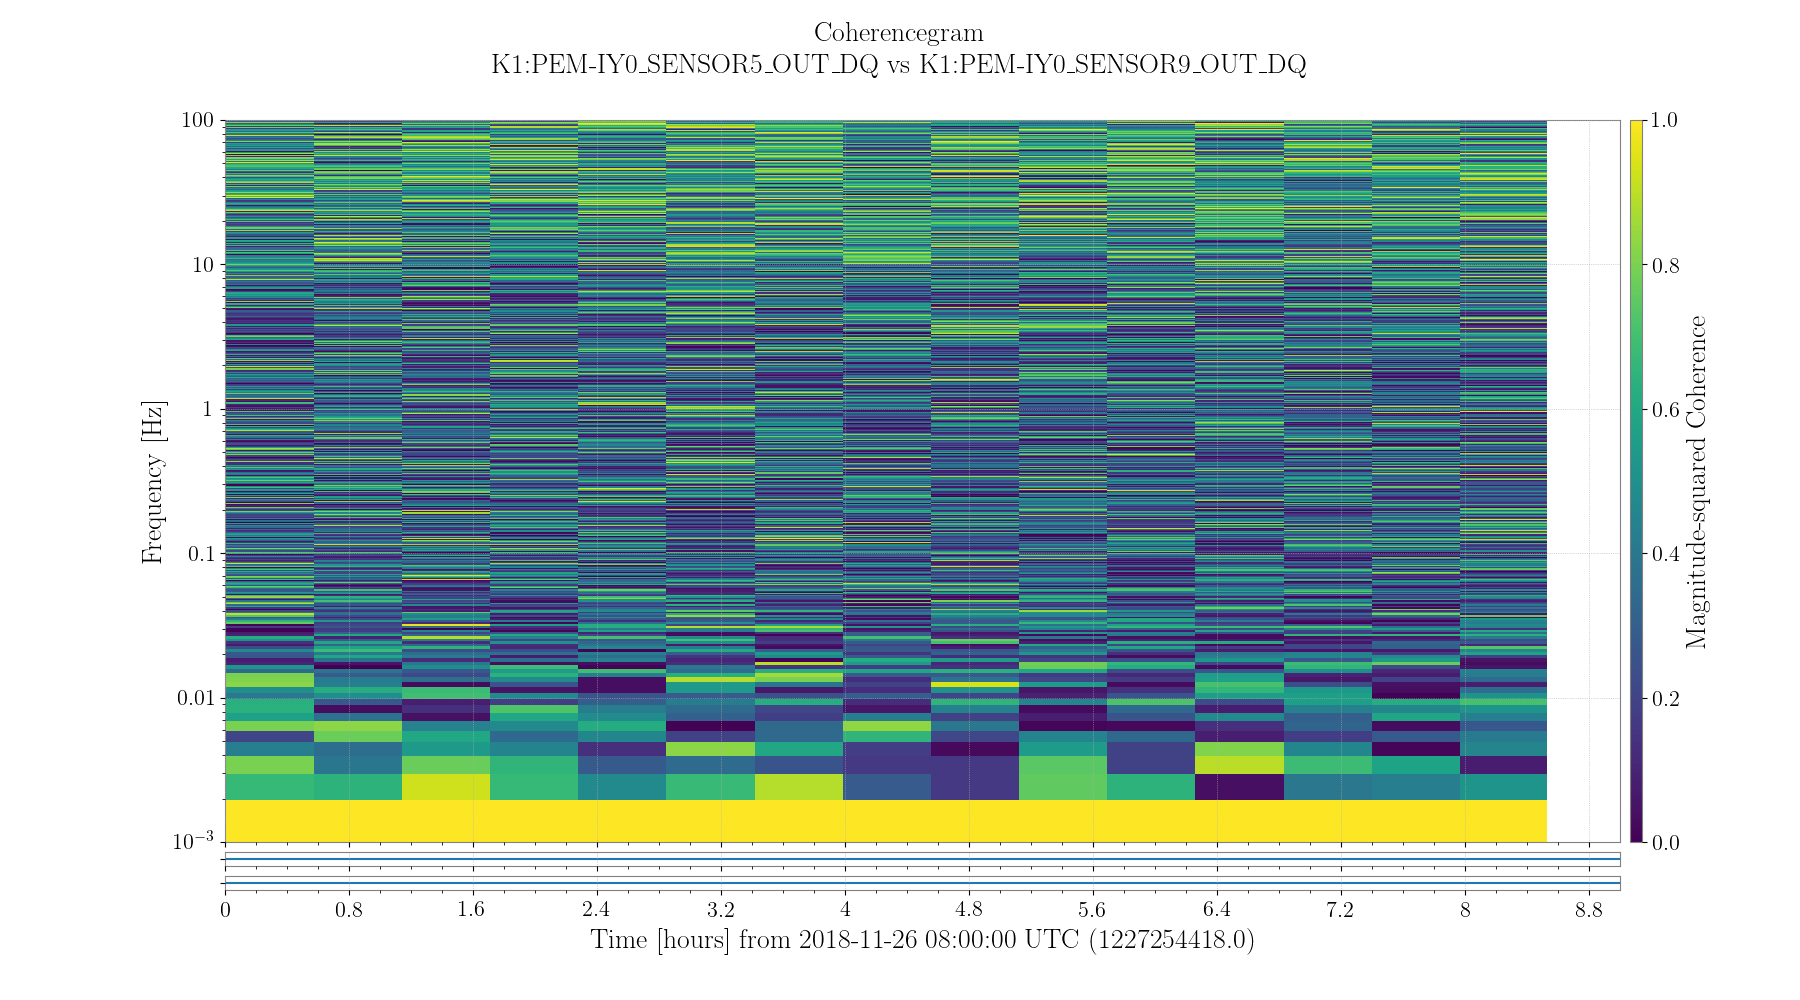 Coherencegram
K1:PEM-IY0_SENSOR5_OUT_DQ vs K1:PEM-IY0_SENSOR9_OUT_DQ
100
10
1
0.1
0.01
10⁻³
Frequency [Hz]
1.0
0.8
0.6
0.4
0.2
0.0
Magnitude-squared Coherence
0 0.8 1.6 2.4 3.2 4 4.8 5.6 6.4 7.2 8 8.8
Time [hours] from 2018-11-26 08:00:00 UTC (1227254418.0)